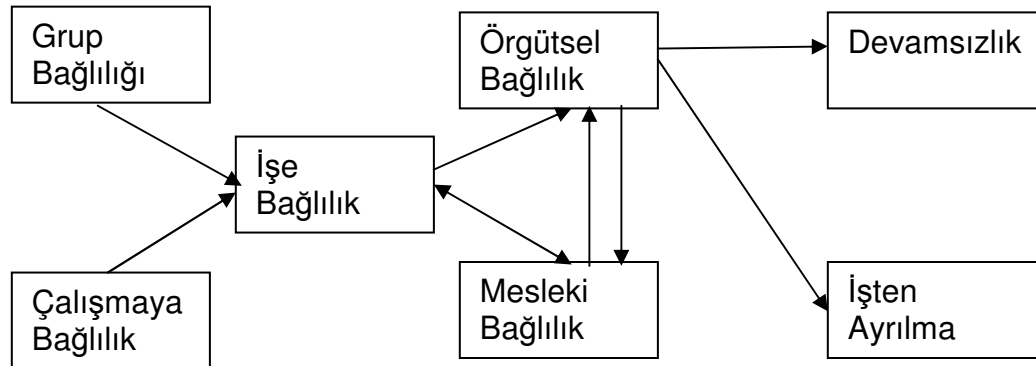 Grup
Bağlılığı
Örgütsel
Bağlılık
Devamsızlık
İşe
Bağlılık
Çalışmaya
Bağlılık
Mesleki
Bağlılık
İşten
Ayrılma